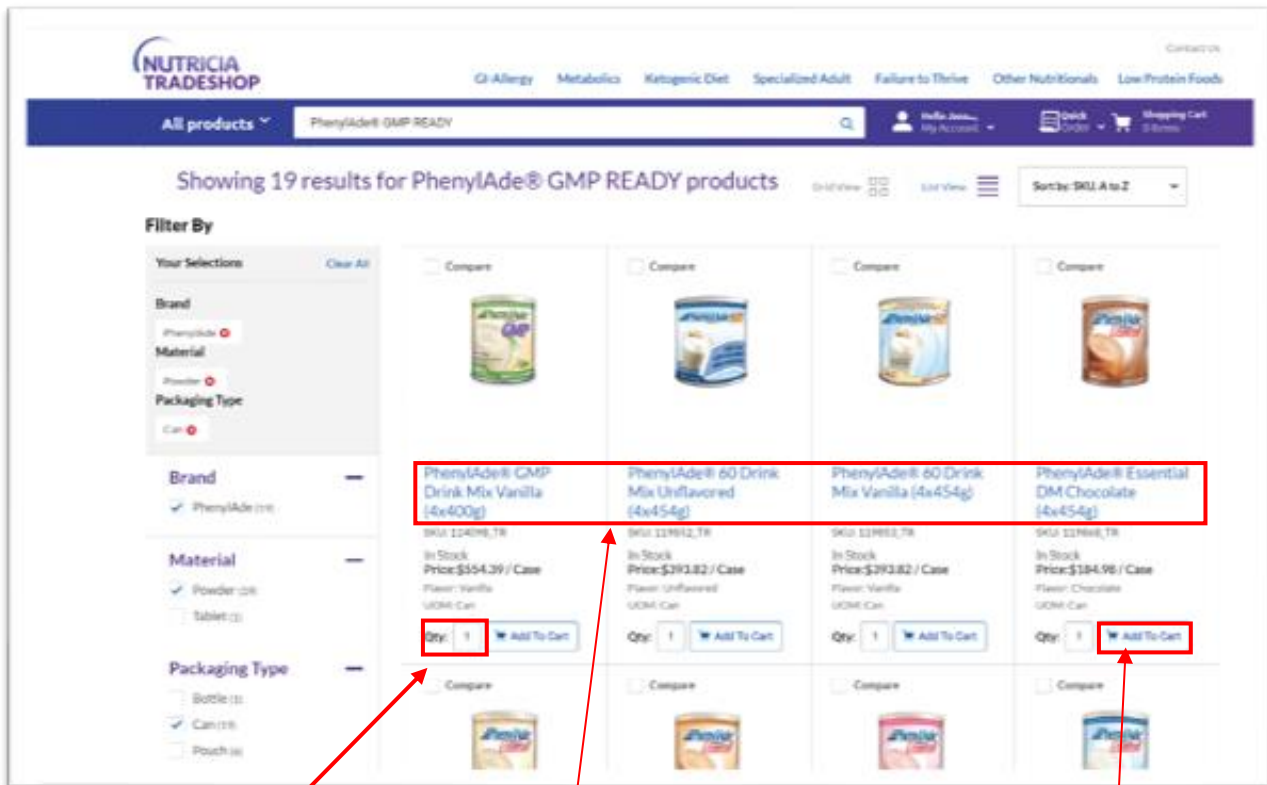 Contact Us
NUTRICIA
TRADESHOP
GI-Allergy Metabolics Ketogenic Diet Specialized Adult Failure to Thrive Other Nutritionals Low Protein Foods
All products PhenylAde® GMP READY
My Account
Quick
Order
Shopping Cart
0 Items
Showing 19 results for PhenylAde® GMP READY products
Grid View List View Sort by: SKU, A to Z
Filter By
Your Selections Clear All
Brand
PhenylAde
Material
Powder
Packaging Type
Can
Brand
PhenylAde (19)
Material
Powder
Tablet
Packaging Type
Bottle
Can (19)
Pouch
Compare
PhenylAde® GMP
Drink Mix Vanilla
(4x400g)
In Stock
Price:$554.39 / Case
Flavor: Vanilla
UOM: Can
Qty: 1 Add To Cart
Compare
PhenylAde® 60 Drink
Mix Unflavored
(4x454g)
In Stock
Price:$393.82 / Case
Flavor: Unflavored
UOM: Can
Qty: 1 Add To Cart
Compare
PhenylAde® 60 Drink
Mix Vanilla (4x454g)
In Stock
Price:$393.82 / Case
Flavor: Vanilla
UOM: Can
Qty: 1 Add To Cart
Compare
PhenylAde® Essential
DM Chocolate
(4x454g)
In Stock
Price:$184.98 / Case
Flavor: Chocolate
UOM: Can
Qty: 1 Add To Cart
Compare Compare Compare Compare